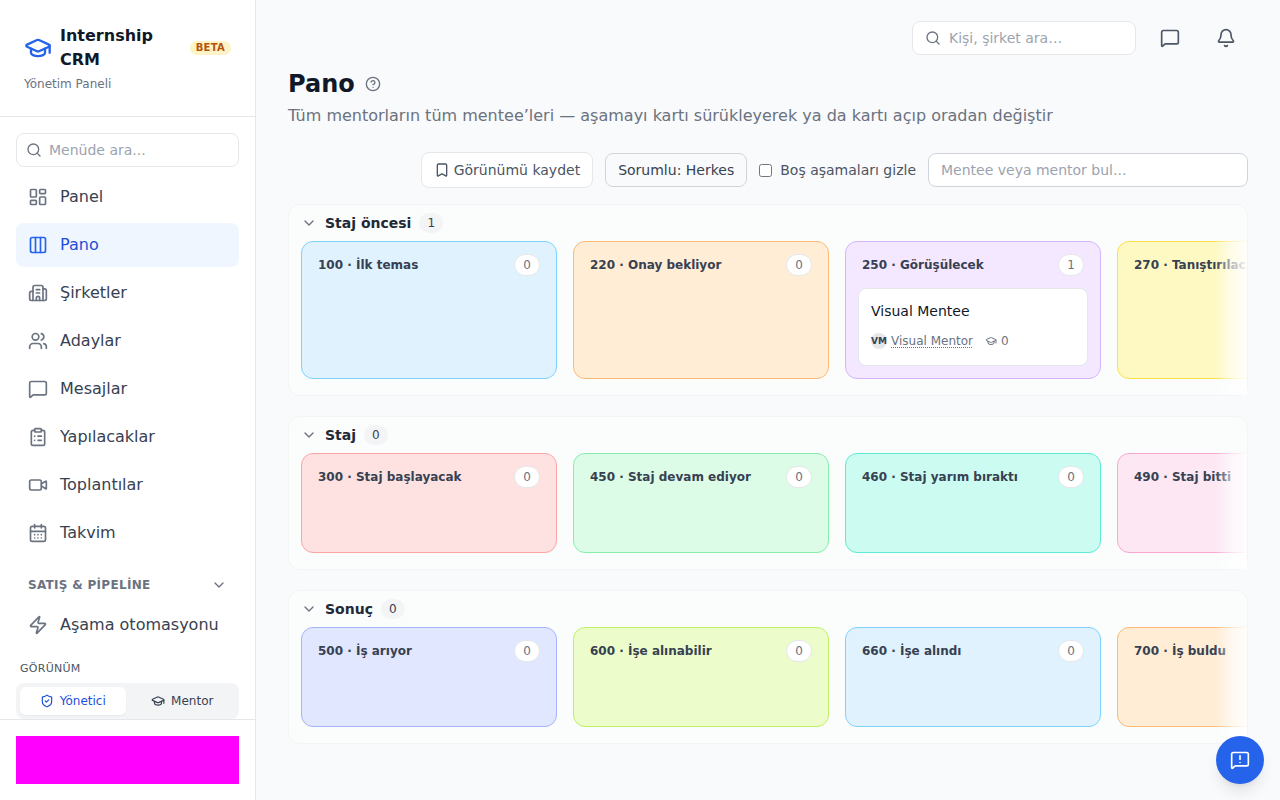 Internship CRM
BETA
Yönetim Paneli
Menüde ara...
Panel
Pano
Şirketler
Adaylar
Mesajlar
Yapılacaklar
Toplantılar
Takvim
SATIŞ & PİPELİNE
Aşama otomasyonu
GÖRÜNÜM
Yönetici
Mentor
Kişi, şirket ara…
Pano
Tüm mentorların tüm mentee’leri — aşamayı kartı sürükleyerek ya da kartı açıp oradan değiştir
Görünümü kaydet
Sorumlu: Herkes
Boş aşamaları gizle
Mentee veya mentor bul...
Staj öncesi 1
100 · İlk temas 0
220 · Onay bekliyor 0
250 · Görüşülecek 1
Visual Mentee
VM Visual Mentor 0
270 · Tanıştırılac
Staj 0
300 · Staj başlayacak 0
450 · Staj devam ediyor 0
460 · Staj yarım bıraktı 0
490 · Staj bitti
Sonuç 0
500 · İş arıyor 0
600 · İşe alınabilir 0
660 · İşe alındı 0
700 · İş buldu